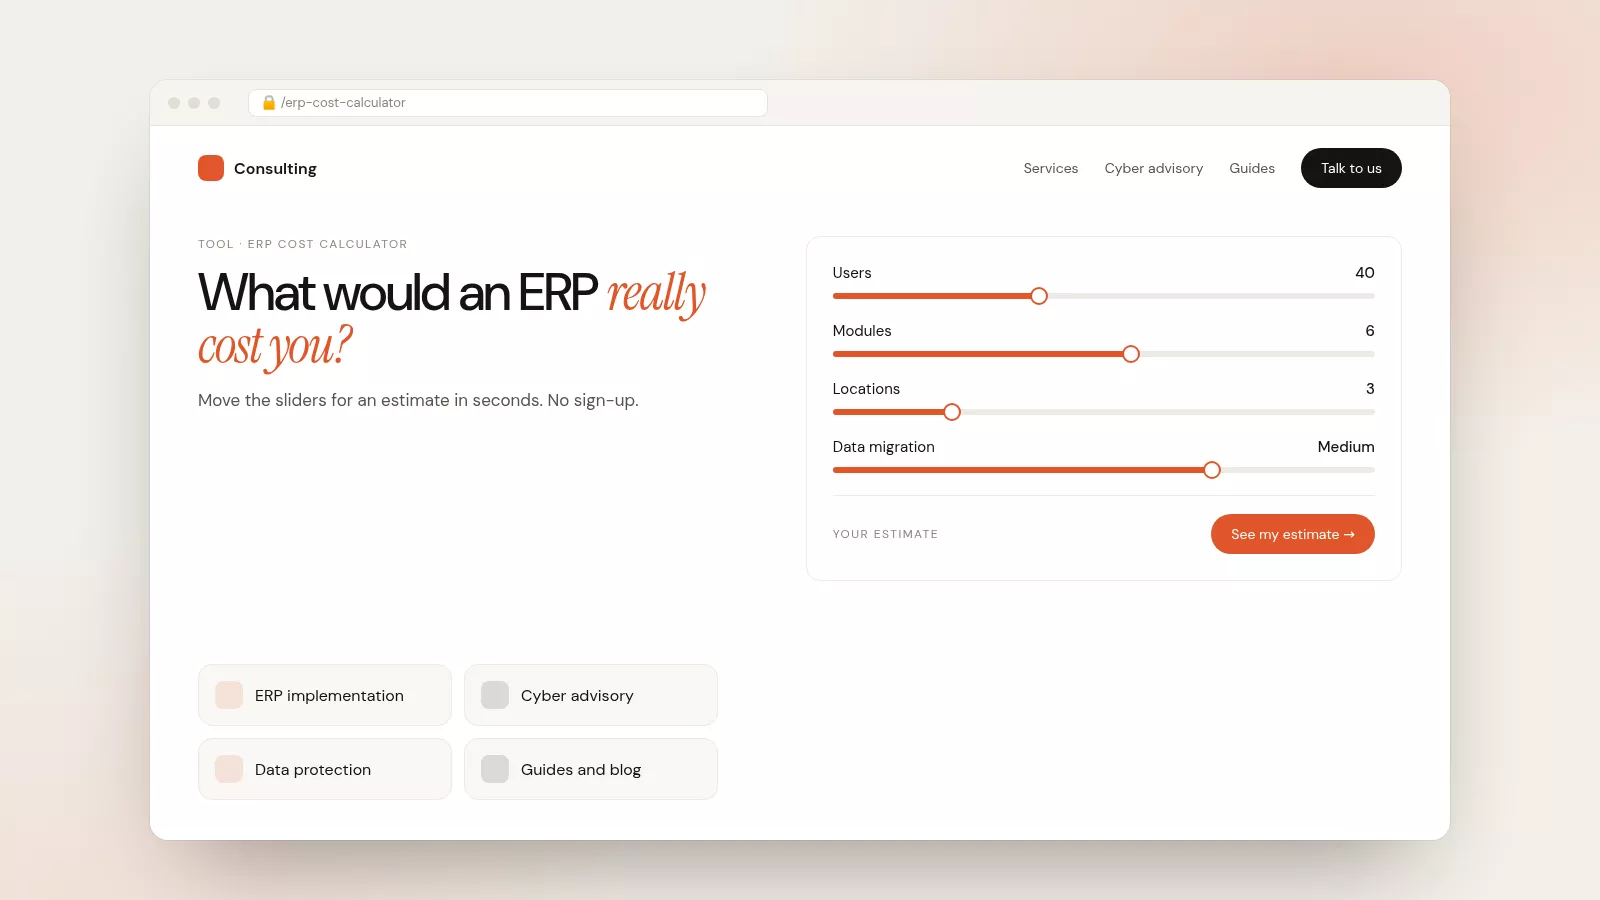 /erp-cost-calculator
Consulting
Services
Cyber advisory
Guides
Talk to us
TOOL · ERP COST CALCULATOR
What would an ERP really
cost you?
Move the sliders for an estimate in seconds. No sign-up.
Users
40
Modules
6
Locations
3
Data migration
Medium
YOUR ESTIMATE
See my estimate →
ERP implementation
Cyber advisory
Data protection
Guides and blog